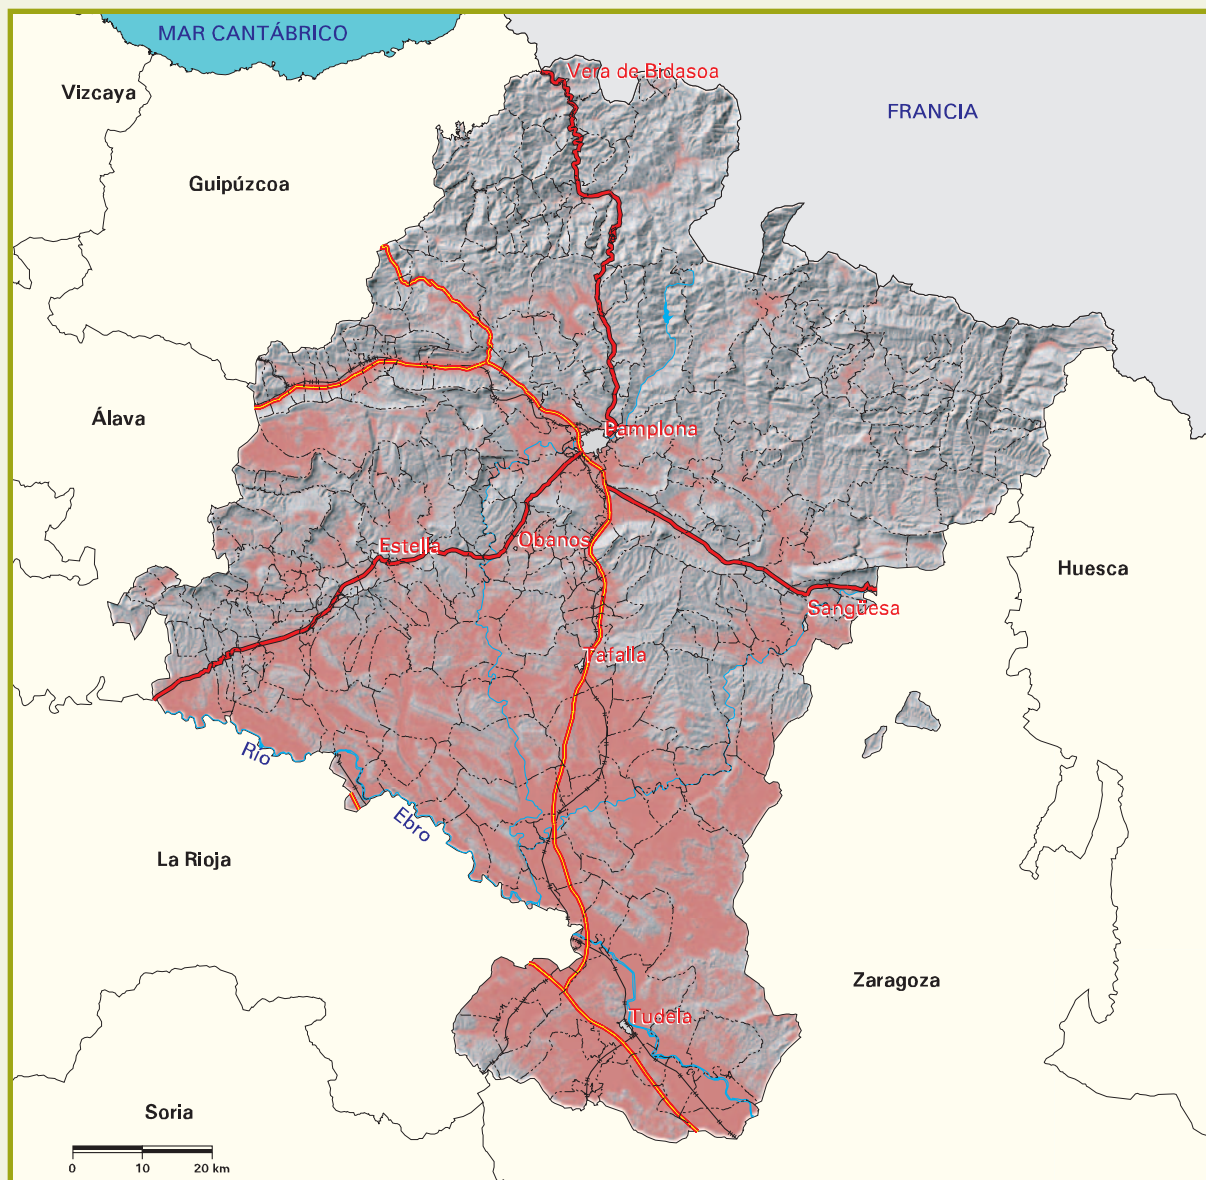 MAR CANTÁBRICO
Vera de Bidasoa
Vizcaya
FRANCIA
Guipúzcoa
Álava
Pamplona
Estella
Obanos
Huesca
Sangüesa
Tafalla
Río
Ebro
La Rioja
Zaragoza
Tudela
Soria
0 10 20 km